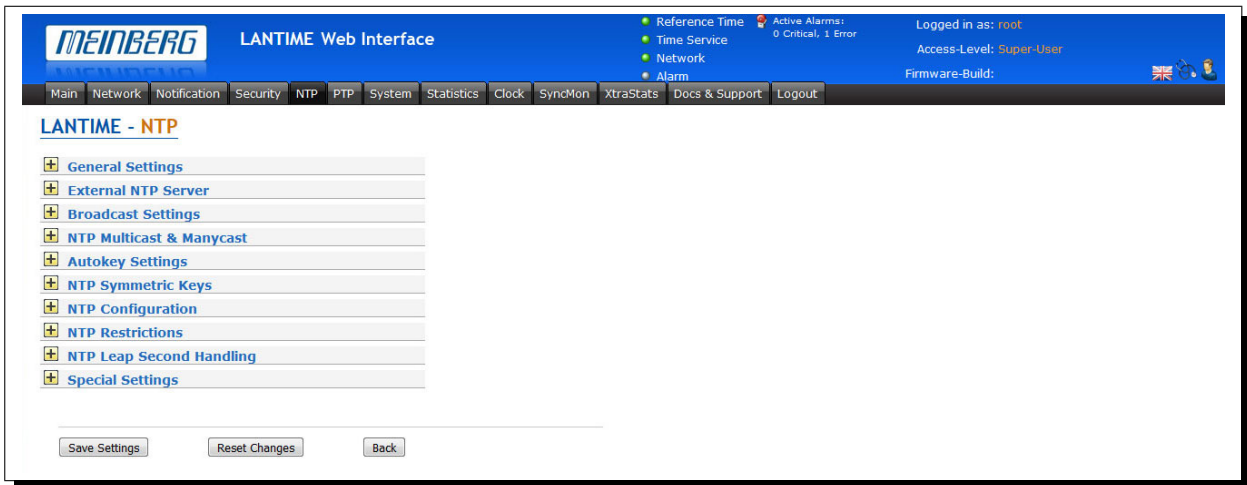 MEINBERG
LANTIME Web Interface
Reference Time
Time Service
Network
Alarm
Active Alarms:
0 Critical, 1 Error
Logged in as: root
Access-Level: Super-User
Firmware-Build:
Main Network Notification Security NTP PTP System Statistics Clock SyncMon XtraStats Docs & Support Logout
LANTIME - NTP
General Settings
External NTP Server
Broadcast Settings
NTP Multicast & Manycast
Autokey Settings
NTP Symmetric Keys
NTP Configuration
NTP Restrictions
NTP Leap Second Handling
Special Settings
Save Settings Reset Changes Back